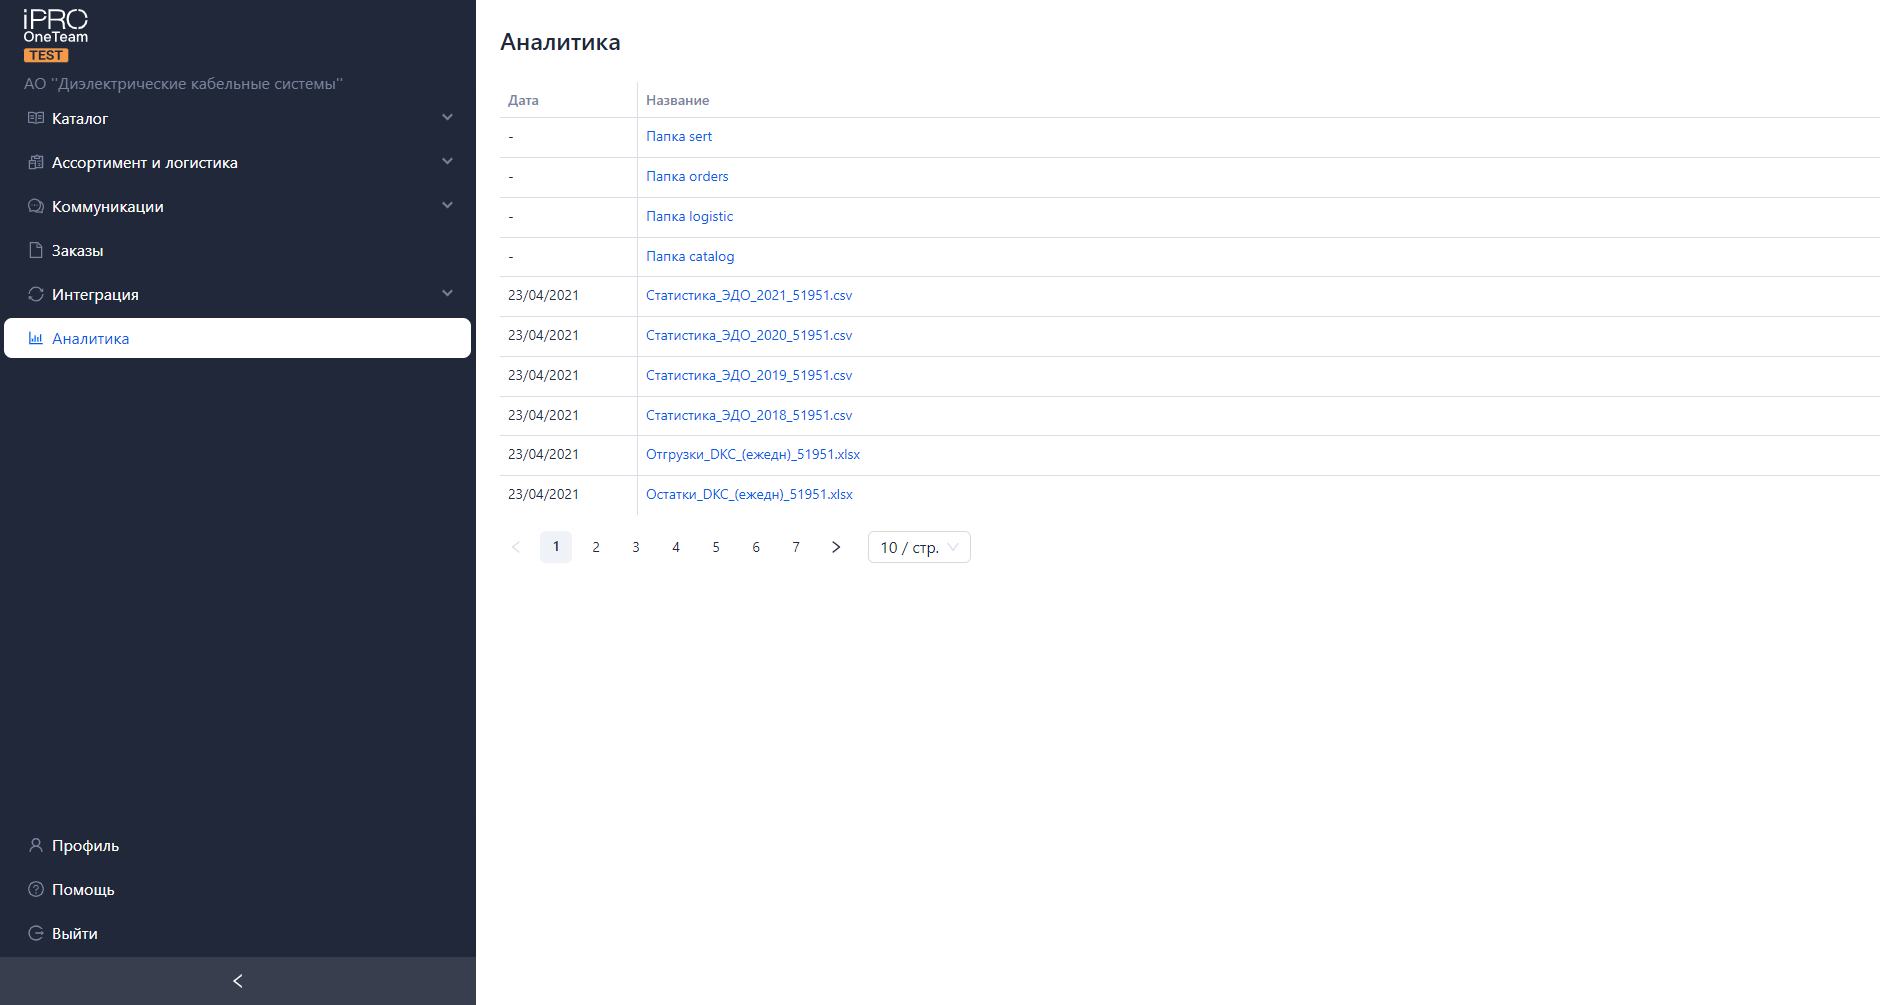 iPRO
OneTeam
TEST
АО "Диэлектрические кабельные системы"
Каталог
Ассортимент и логистика
Коммуникации
Заказы
Интеграция
Аналитика
Профиль
Помощь
Выйти
Аналитика
Дата Название
- Папка sert
- Папка orders
- Папка logistic
- Папка catalog
23/04/2021 Статистика_ЭДО_2021_51951.csv
23/04/2021 Статистика_ЭДО_2020_51951.csv
23/04/2021 Статистика_ЭДО_2019_51951.csv
23/04/2021 Статистика_ЭДО_2018_51951.csv
23/04/2021 Отгрузки_DKC_(ежедн)_51951.xlsx
23/04/2021 Остатки_DKC_(ежедн)_51951.xlsx
1 2 3 4 5 6 7 10 / стр.